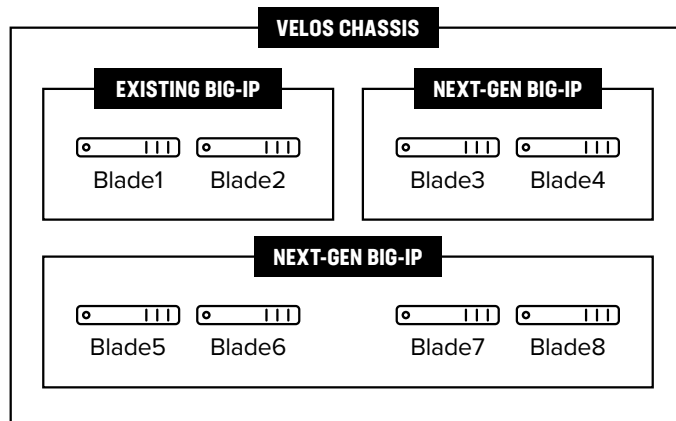 VELOS CHASSIS
EXISTING BIG-IP
Blade1 Blade2
NEXT-GEN BIG-IP
Blade3 Blade4
NEXT-GEN BIG-IP
Blade5 Blade6 Blade7 Blade8